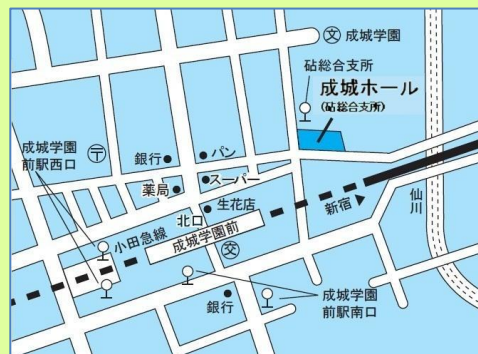 文 成城学園
砧総合支所
成城ホール
(砧総合支所)
成城学園
前駅西口
〒
銀行
パン
薬局
スーパー
北口
生花店
小田急線
成城学園前
交
新宿
仙川
銀行
成城学園
前駅南口